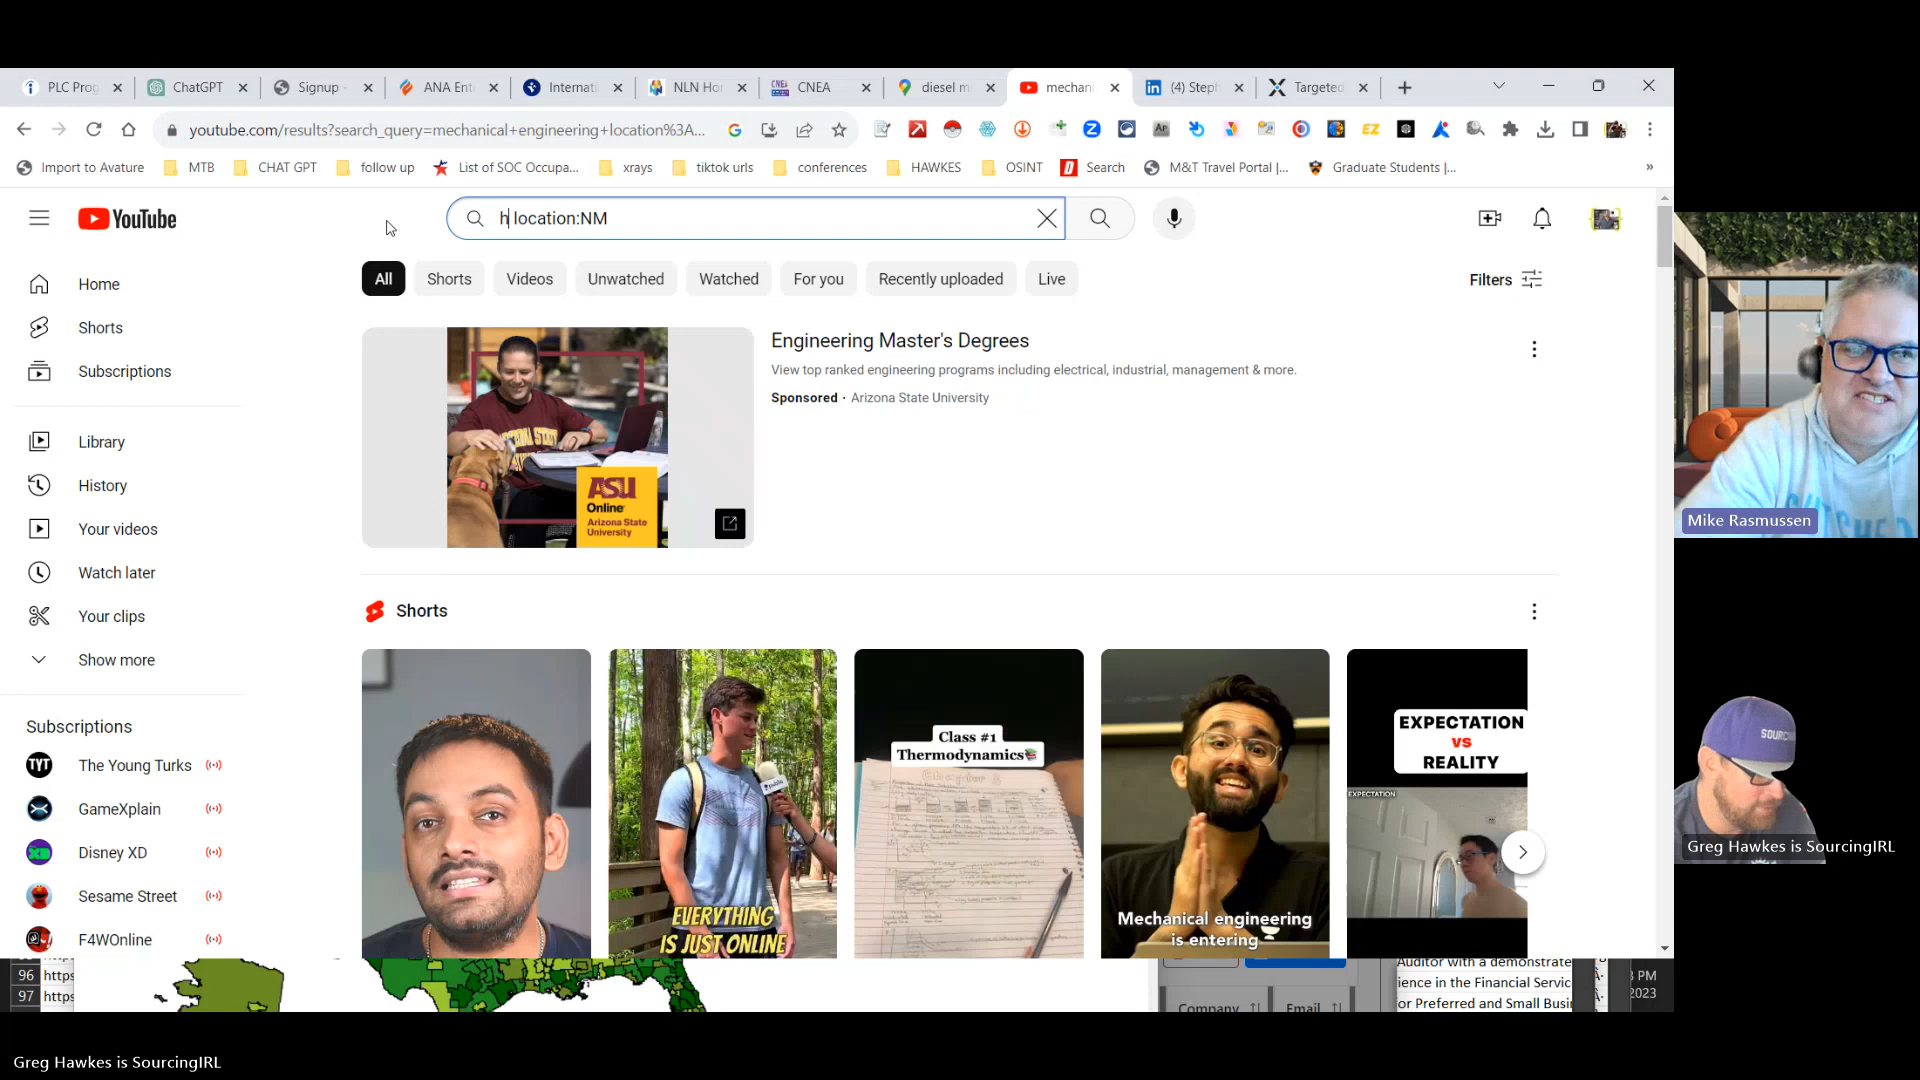 PLC Prog
ChatGPT
Signup -
ANA Ent
Internati
NLN Hor
CNEA
diesel m
mechani
(4) Steph
Targeted
youtube.com/results?search_query=mechanical+engineering+location%3A...
Import to Avature
MTB
CHAT GPT
follow up
List of SOC Occupa...
xrays
tiktok urls
conferences
HAWKES
OSINT
Search
M&T Travel Portal |...
Graduate Students |...
»
YouTube
h location:NM
All
Shorts
Videos
Unwatched
Watched
For you
Recently uploaded
Live
Filters
Home
Shorts
Subscriptions
Library
History
Your videos
Watch later
Your clips
Show more
Subscriptions
The Young Turks
GameXplain
Disney XD
Sesame Street
F4WOnline
Engineering Master's Degrees
View top ranked engineering programs including electrical, industrial, management & more.
Sponsored · Arizona State University
ASU
Online
Arizona State
University
Shorts
EVERYTHING
IS JUST ONLINE
Class #1
Thermodynamics
Mechanical engineering
is entering
EXPECTATION
vs
REALITY
EXPECTATION
Mike Rasmussen
SOURC
Greg Hawkes is SourcingIRL
96 https
97 https
Company
Email
Auditor with a demonstrate
ience in the Financial Servic
or Preferred and Small Busi
PM
2023
Greg Hawkes is SourcingIRL